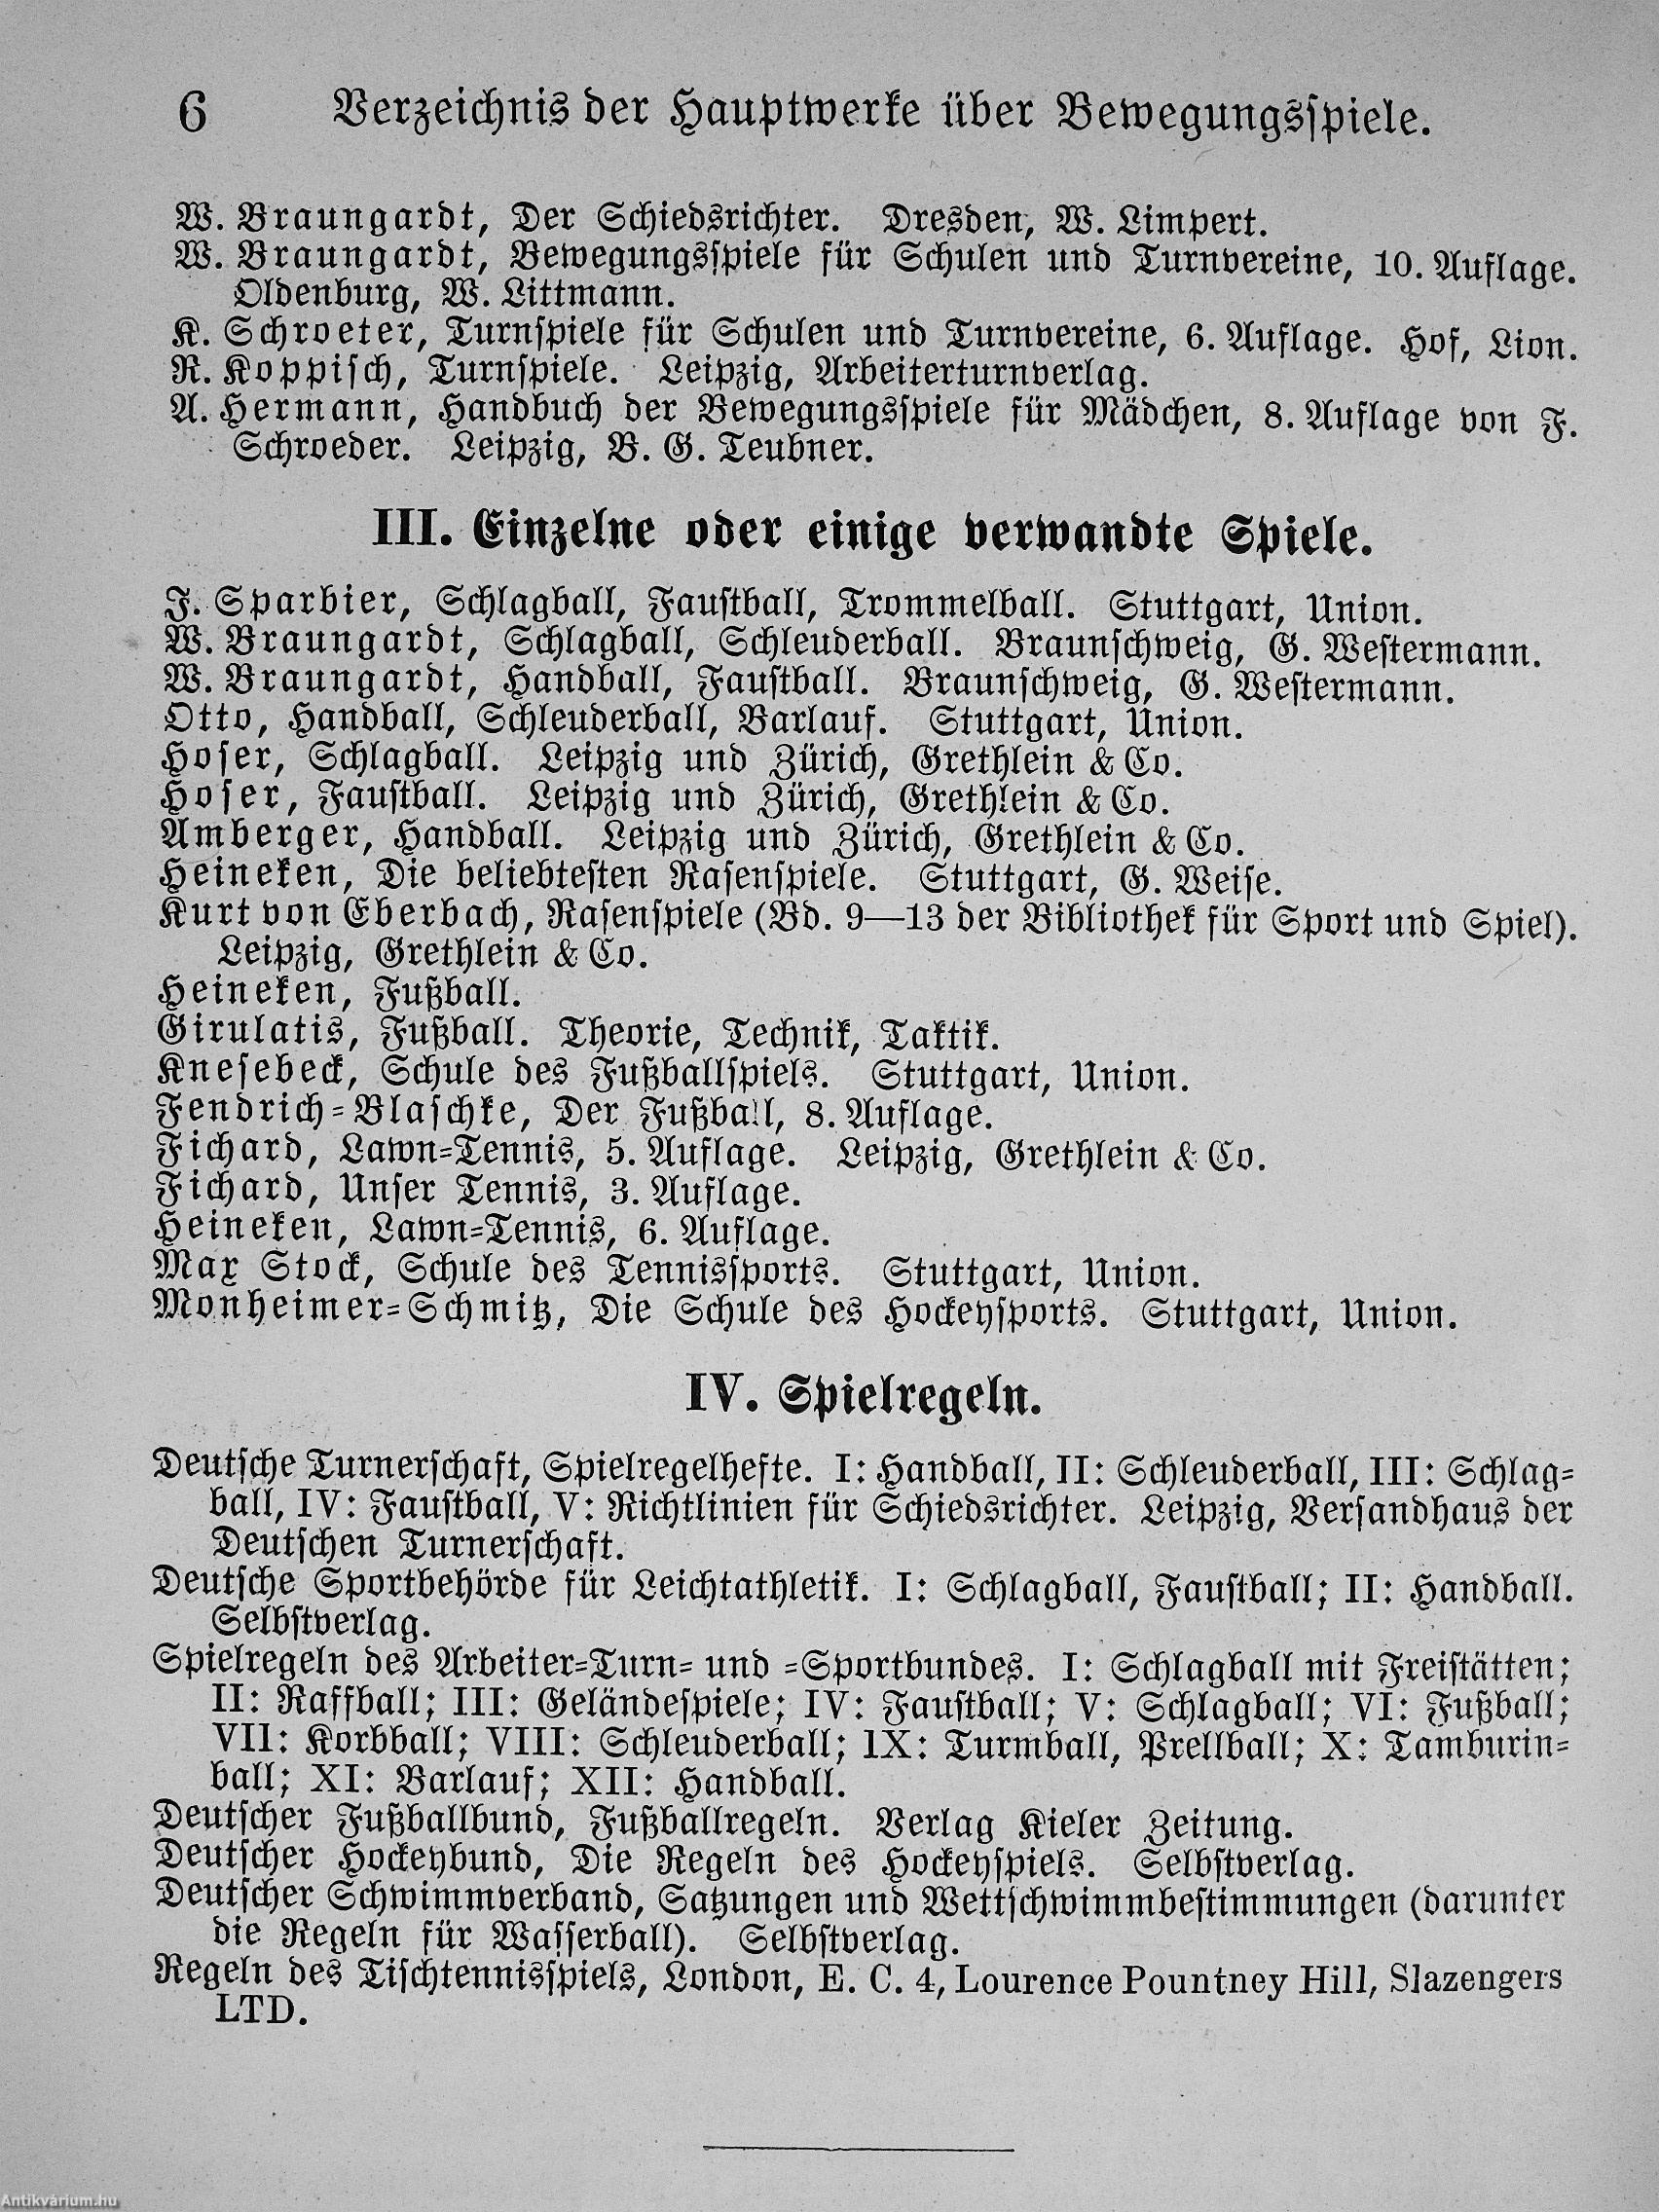 6 Verzeichnis der Hauptwerke über Bewegungsspiele.
W. Braungardt, Der Schiedsrichter. Dresden, W. Limpert.
W. Braungardt, Bewegungsspiele für Schulen und Turnvereine, 10. Auflage.
Oldenburg, W. Littmann.
K. Schroeter, Turnspiele für Schulen und Turnvereine, 6. Auflage. Hof, Lion.
R. Koppisch, Turnspiele. Leipzig, Arbeiterturnverlag.
A. Hermann, Handbuch der Bewegungsspiele für Mädchen, 8. Auflage von F.
Schroeder. Leipzig, B. G. Teubner.
III. Einzelne oder einige verwandte Spiele.
J. Sparbier, Schlagball, Faustball, Trommelball. Stuttgart, Union.
W. Braungardt, Schlagball, Schleuderball. Braunschweig, G. Westermann.
W. Braungardt, Handball, Faustball. Braunschweig, G. Westermann.
Otto, Handball, Schleuderball, Barlauf. Stuttgart, Union.
Hoser, Schlagball. Leipzig und Zürich, Grethlein & Co.
Hoser, Faustball. Leipzig und Zürich, Grethlein & Co.
Amberger, Handball. Leipzig und Zürich, Grethlein & Co.
Heineken, Die beliebtesten Rasenspiele. Stuttgart, G. Weise.
Kurt von Eberbach, Rasenspiele (Bd. 9—13 der Bibliothek für Sport und Spiel).
Leipzig, Grethlein & Co.
Heineken, Fußball.
Girulatis, Fußball. Theorie, Technik, Taktik.
Knesebeck, Schule des Fußballspiels. Stuttgart, Union.
Fendrich-Blaschke, Der Fußball, 8. Auflage.
Fichard, Lawn-Tennis, 5. Auflage. Leipzig, Grethlein & Co.
Fichard, Unser Tennis, 3. Auflage.
Heineken, Lawn-Tennis, 6. Auflage.
Max Stock, Schule des Tennissports. Stuttgart, Union.
Monheimer-Schmitz, Die Schule des Hockeysports. Stuttgart, Union.
IV. Spielregeln.
Deutsche Turnerschaft, Spielregelhefte. I: Handball, II: Schleuderball, III: Schlag-
ball, IV: Faustball, V: Richtlinien für Schiedsrichter. Leipzig, Versandhaus der
Deutschen Turnerschaft.
Deutsche Sportbehörde für Leichtathletik. I: Schlagball, Faustball; II: Handball.
Selbstverlag.
Spielregeln des Arbeiter-Turn- und -Sportbundes. I: Schlagball mit Freistätten;
II: Raffball; III: Geländespiele; IV: Faustball; V: Schlagball; VI: Fußball;
VII: Korbball; VIII: Schleuderball; IX: Turmball, Prellball; X: Tamburin-
ball; XI: Barlauf; XII: Handball.
Deutscher Fußballbund, Fußballregeln. Verlag Kieler Zeitung.
Deutscher Hockeybund, Die Regeln des Hockeyspiels. Selbstverlag.
Deutscher Schwimmverband, Satzungen und Wettschwimmbestimmungen (darunter
die Regeln für Wasserball). Selbstverlag.
Regeln des Tischtennisspiels, London, E. C. 4, Lourence Pountney Hill, Slazengers
LTD.
Antikvárium.hu